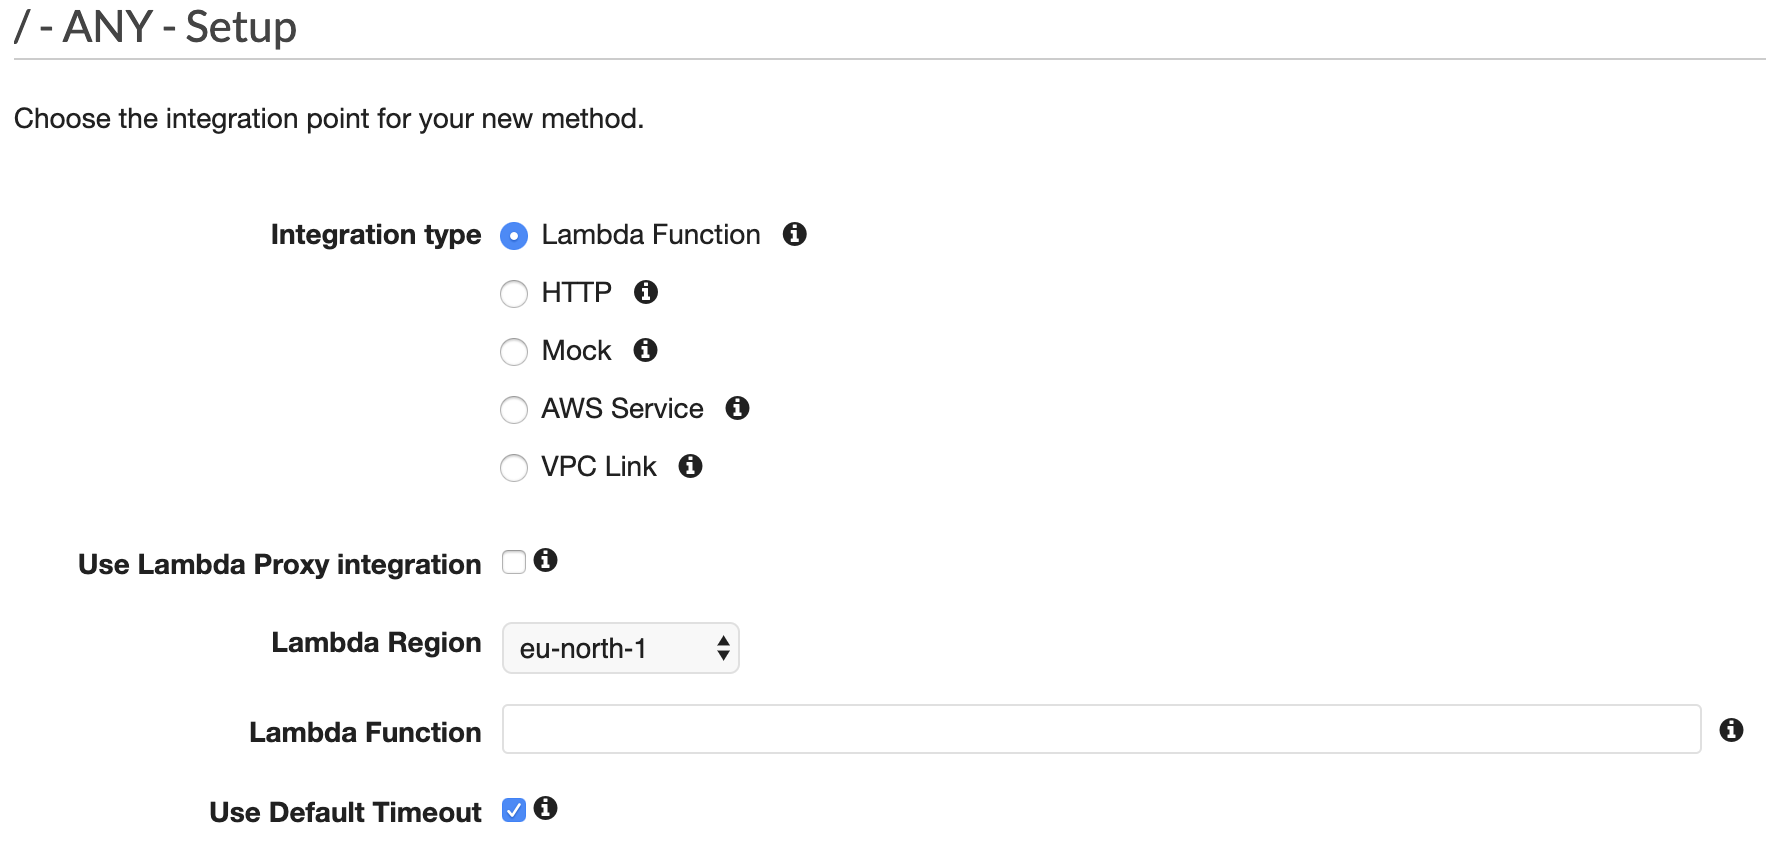 / - ANY - Setup
Choose the integration point for your new method.
Integration type Lambda Function
HTTP
Mock
AWS Service
VPC Link
Use Lambda Proxy integration
Lambda Region eu-north-1
Lambda Function
Use Default Timeout